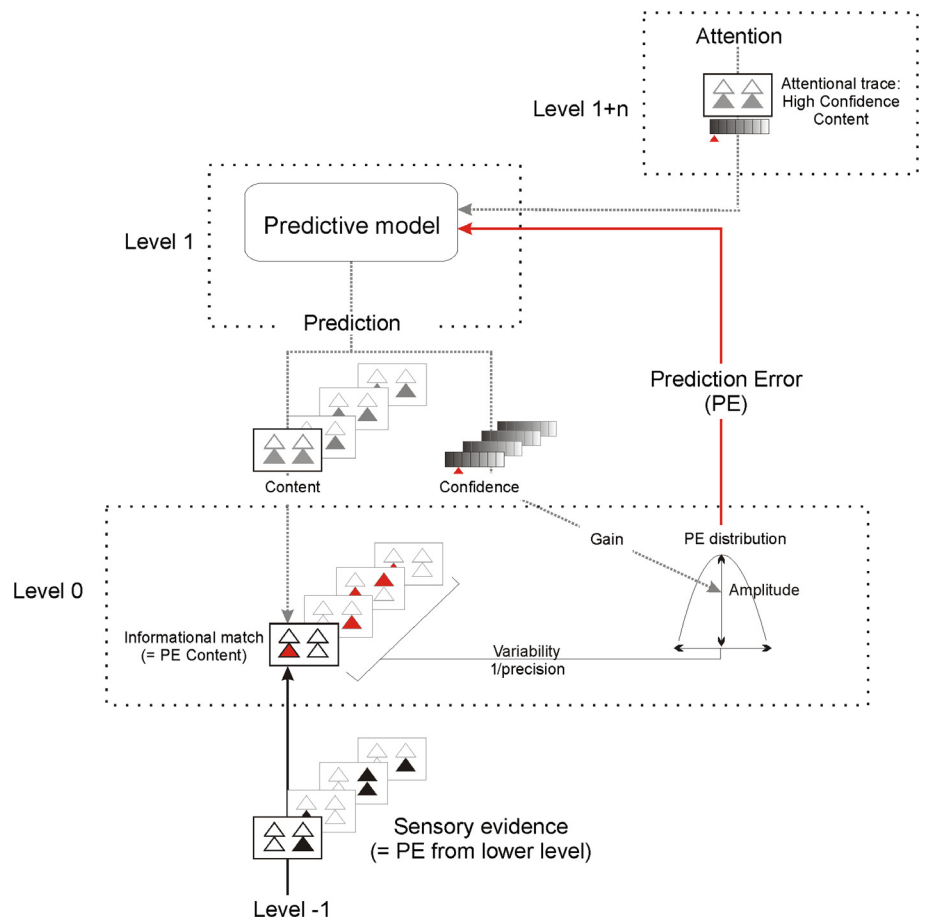 Attention
Attentional trace:
High Confidence
Content
Level 1+n
Predictive model
Level 1
Prediction
Prediction Error
(PE)
Content
Confidence
Gain
PE distribution
Amplitude
Level 0
Informational match
(= PE Content)
Variability
1/precision
Sensory evidence
(= PE from lower level)
Level -1